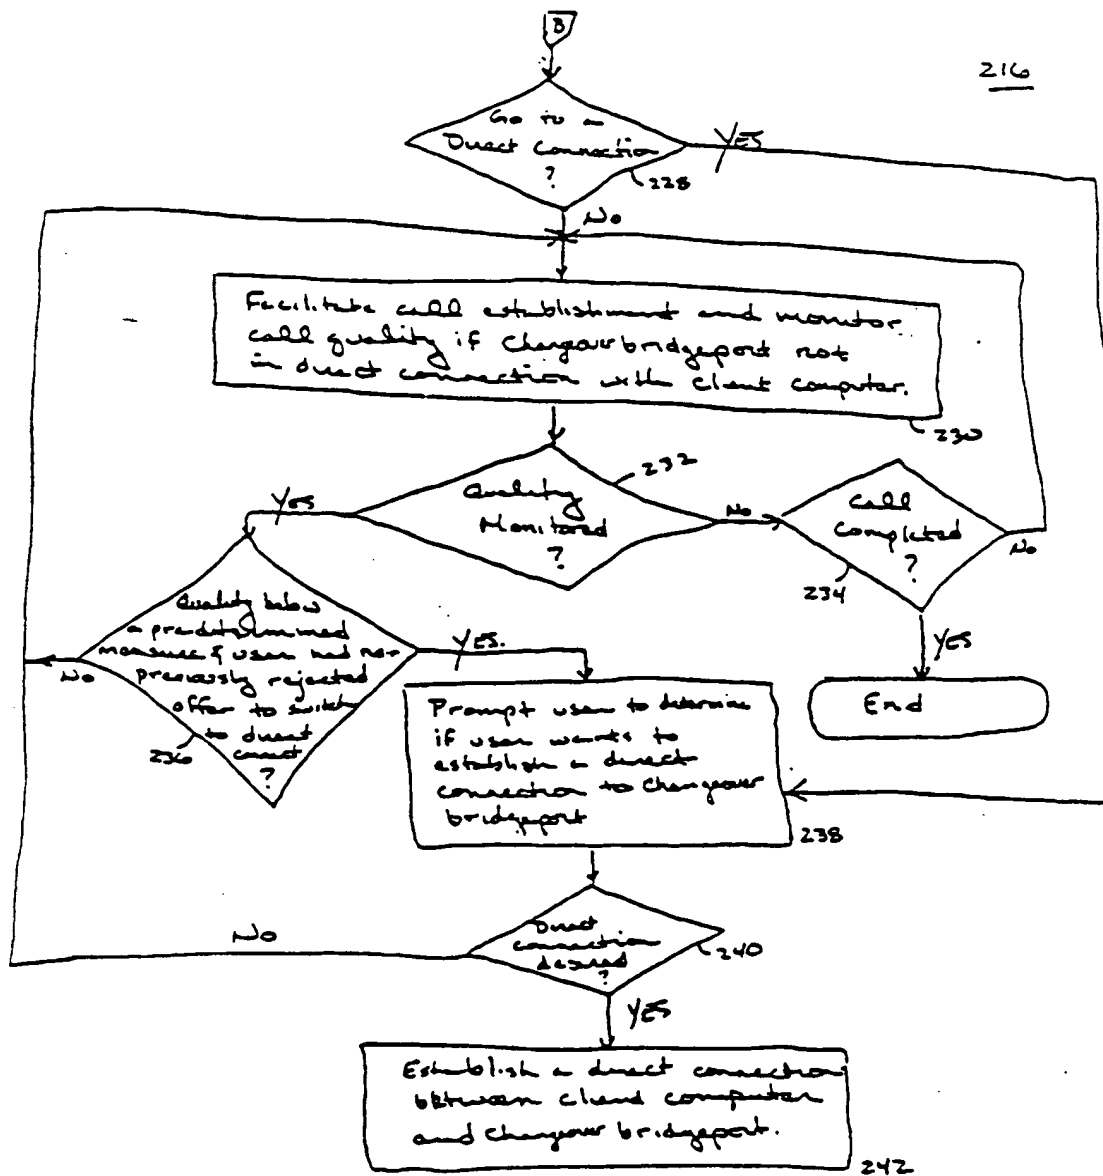 B
216
Go to a
Direct Connection
?
YES
228
No
Facilitate call establishment and monitor
call quality if Changeover bridgeport not
in direct connection with client computer.
230
232
Quality
Monitored
?
YES
No
Call
Completed
?
No
234
YES
End
Quality below
a predetermined
measure & user had not
previously rejected
offer to switch
to direct
connect
?
No
YES.
236
Prompt user to determine
if user wants to
establish a direct
connection to Changeover
bridgeport
238
Direct
connection
desired
?
No
240
YES
Establish a direct connection
between client computer
and Changeover bridgeport.
242